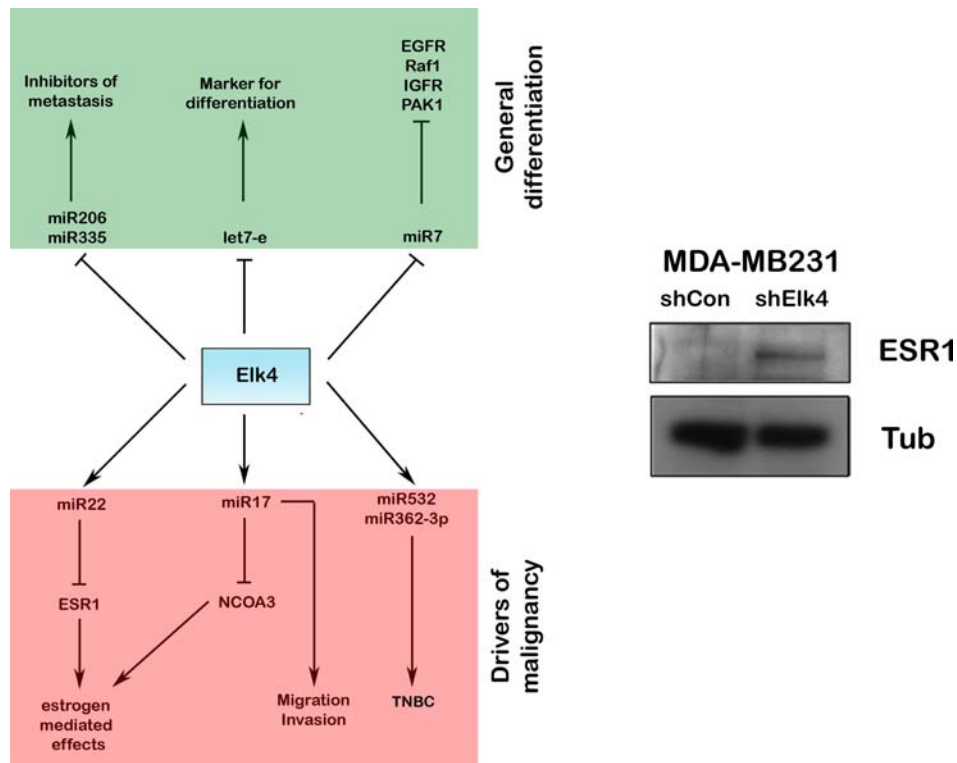 Inhibitors of
metastasis
Marker for
differentiation
EGFR
Raf1
IGFR
PAK1
miR206
miR335
let7-e
miR7
General
differentiation
Elk4
miR22
miR17
miR532
miR362-3p
ESR1
NCOA3
estrogen
mediated
effects
Migration
Invasion
TNBC
Drivers of
malignancy
MDA-MB231
shCon shElk4
ESR1
Tub